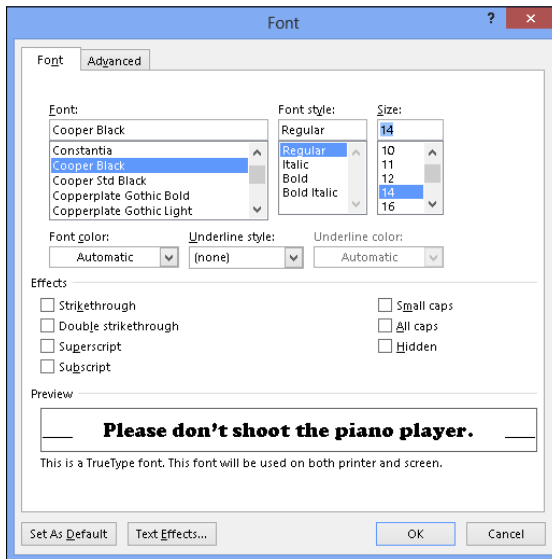 Font
?
Font
Advanced
Font:
Font style:
Size:
Cooper Black
Regular
14
Constantia
Cooper Black
Cooper Std Black
Copperplate Gothic Bold
Copperplate Gothic Light
Regular
Italic
Bold
Bold Italic
10
11
12
14
16
Font color:
Underline style:
Underline color:
Automatic
(none)
Automatic
Effects
Strikethrough
Double strikethrough
Superscript
Subscript
Small caps
All caps
Hidden
Preview
Please don't shoot the piano player.
This is a TrueType font. This font will be used on both printer and screen.
Set As Default
Text Effects...
OK
Cancel